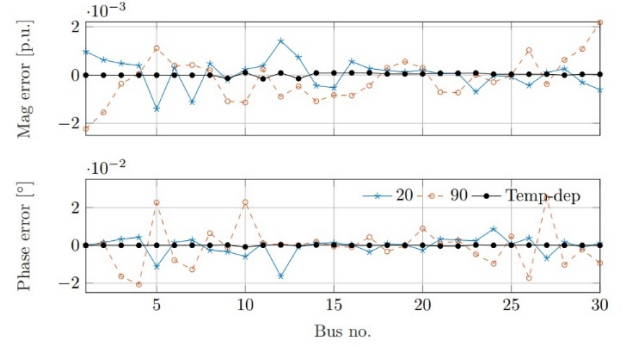 ·10⁻³
Mag error [p.u.]
2
0
−2
·10⁻²
Phase error [°]
20 90 Temp-dep
2
0
−2
5 10 15 20 25 30
Bus no.